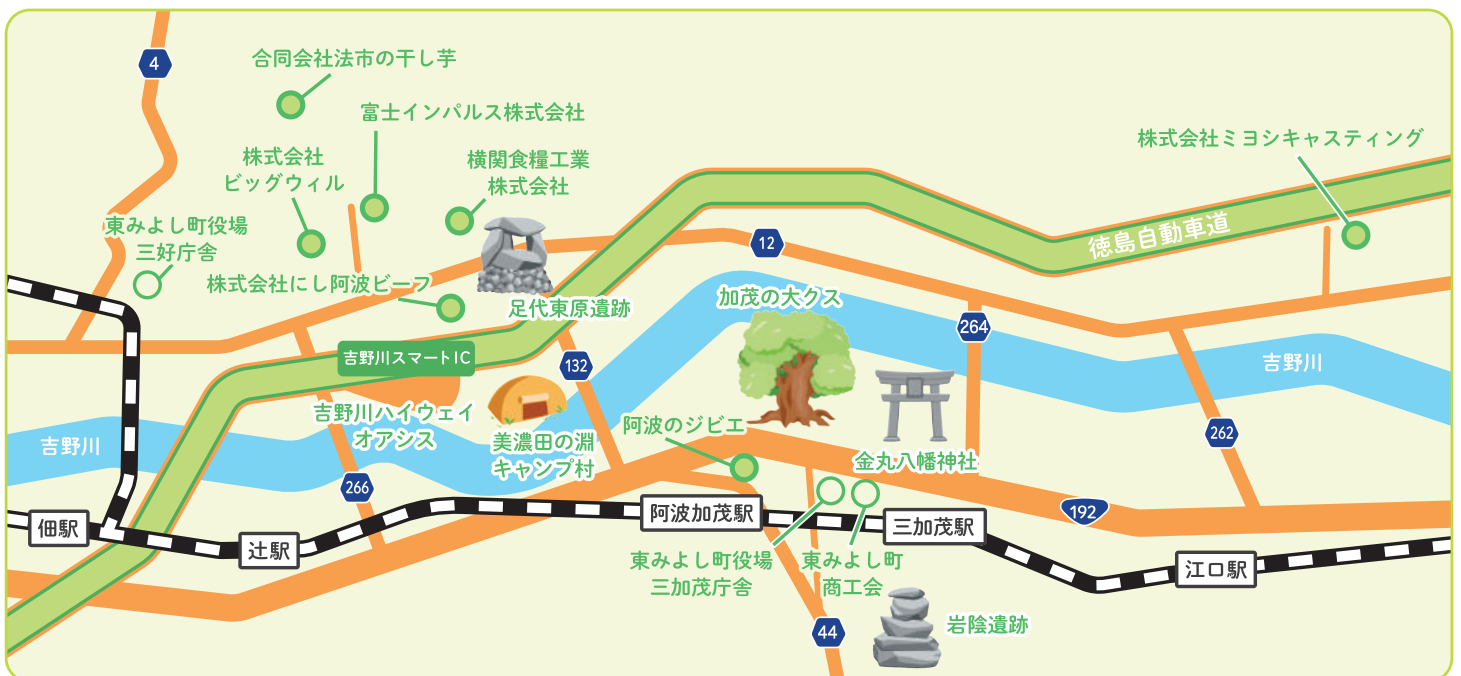 4
合同会社法市の干し芋
富士インパルス株式会社
株式会社
ビッグウィル
横関食糧工業
株式会社
株式会社ミヨシキャスティング
東みよし町役場
三好庁舎
徳島自動車道
12
株式会社にし阿波ビーフ
足代東原遺跡
加茂の大クス
264
吉野川スマートIC
132
吉野川
吉野川ハイウェイ
オアシス
美濃田の淵
キャンプ村
阿波のジビエ
262
吉野川
金丸八幡神社
266
192
阿波加茂駅
三加茂駅
佃駅
辻駅
江口駅
東みよし町役場
三加茂庁舎
東みよし町
商工会
44
岩陰遺跡